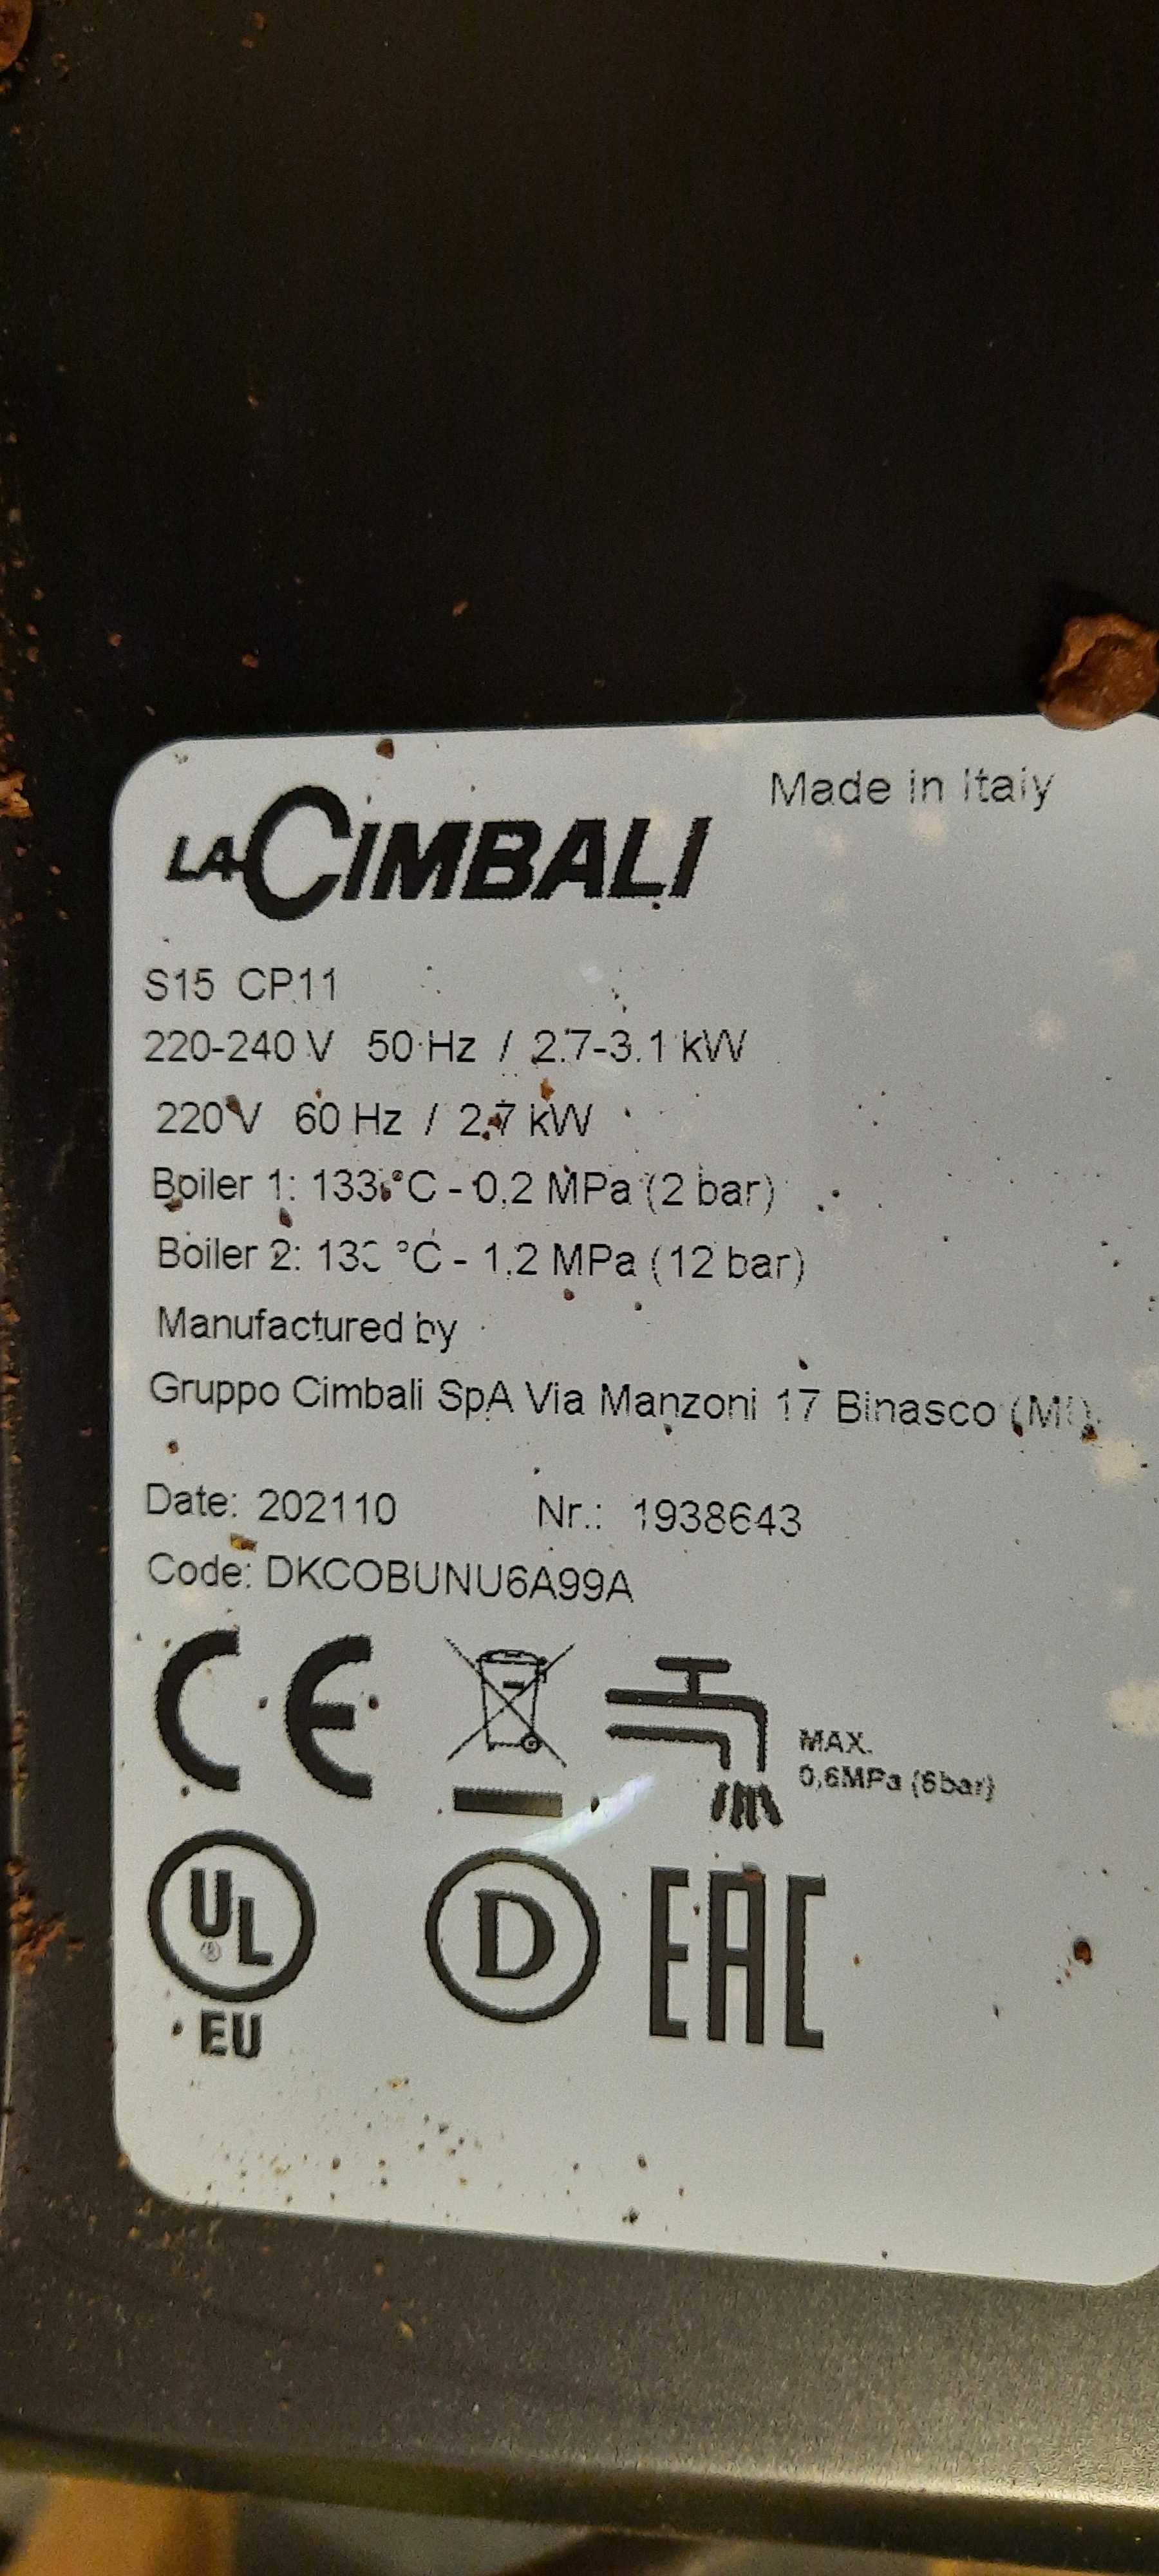 Made in Italy
LA CIMBALI
S15 CP11
220-240 V 50 Hz / 2.7-3.1 kW
220 V 60 Hz / 2.7 kW
Boiler 1: 133 °C - 0.2 MPa (2 bar)
Boiler 2: °C - 1.2 MPa (12 bar)
Manufactured by
Gruppo Cimbali SpA Via Manzoni 17 Binasco (MI)
Date: 202110 Nr.: 1938643
Code: DKCOBUNU6A99A
CE
MAX.
0,6MPa (6bar)
UL ® D EAC
EU